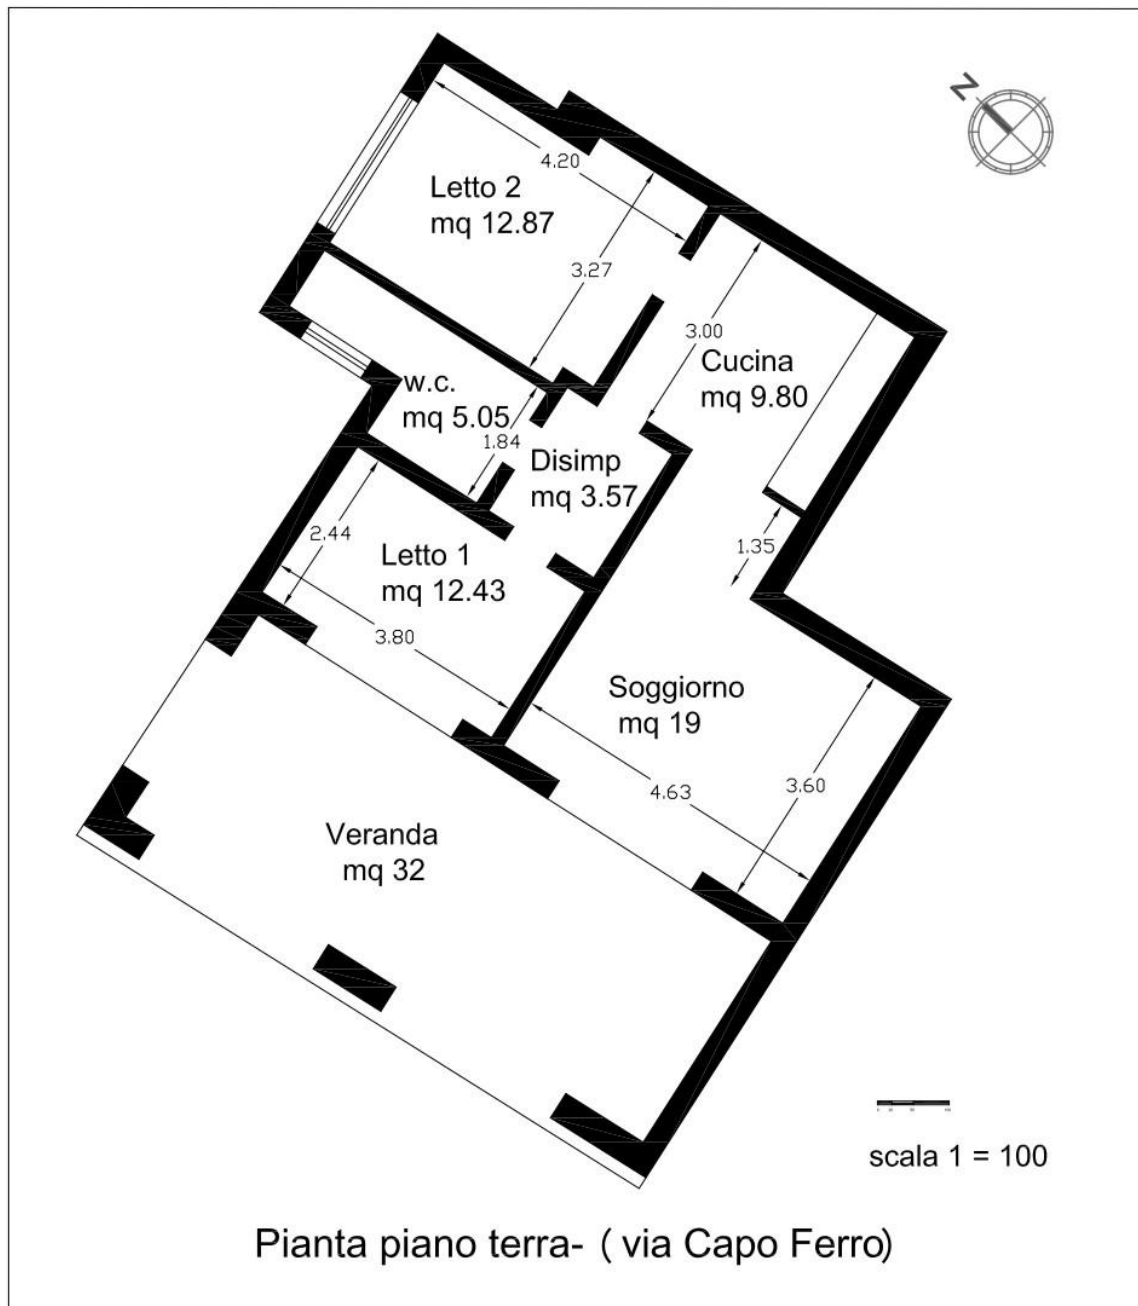 N
4.20
Letto 2
mq 12.87
3.27
3.00
Cucina
mq 9.80
w.c.
mq 5.05
1.84
Disimp
mq 3.57
2.44
1.35
Letto 1
mq 12.43
3.80
Soggiorno
mq 19
4.63
3.60
Veranda
mq 32
scala 1 = 100
Pianta piano terra- ( via Capo Ferro)